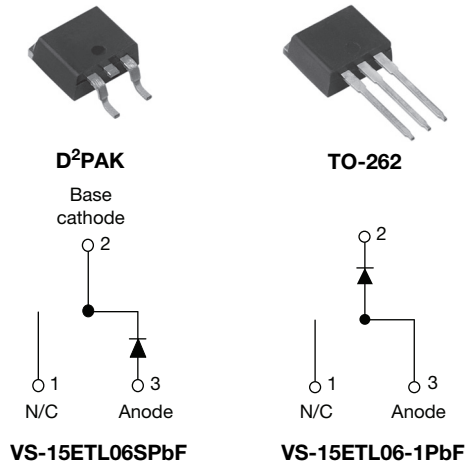 D²PAK
TO-262
Base
cathode
2
2
1
3
1
3
N/C
Anode
N/C
Anode
VS-15ETL06SPbF
VS-15ETL06-1PbF